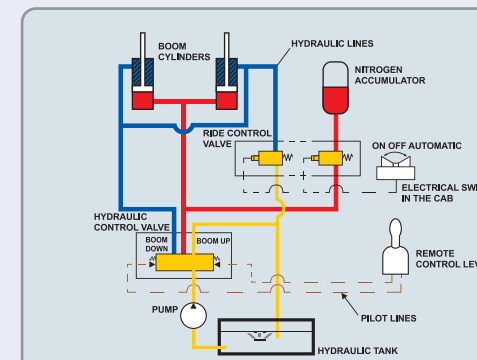 BOOM
CYLINDERS
HYDRAULIC LINES
NITROGEN
ACCUMULATOR
RIDE CONTROL
VALVE
ON OFF AUTOMATIC
ELECTRICAL SW
IN THE CAB
HYDRAULIC
CONTROL VALVE
BOOM
DOWN
BOOM UP
REMOTE
CONTROL LEV
PUMP
PILOT LINES
HYDRAULIC TANK